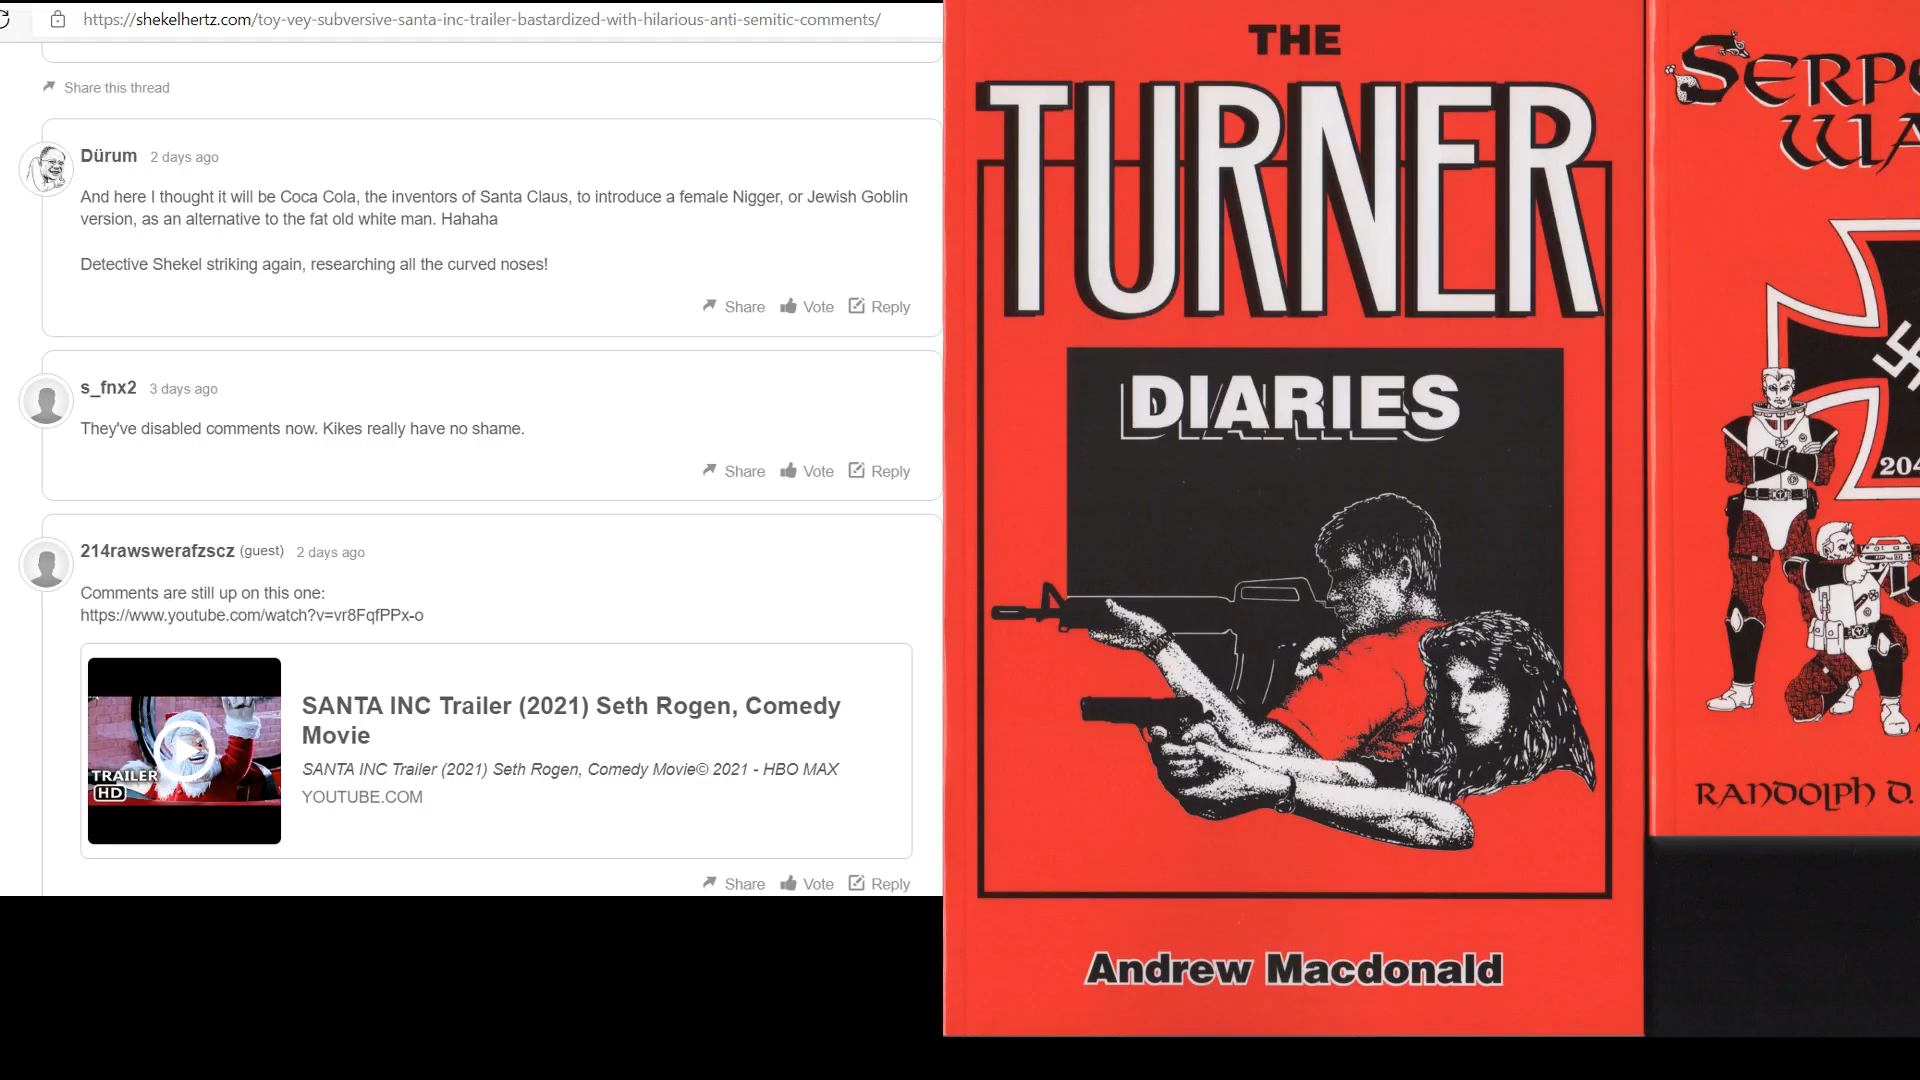 https://shekelhertz.com/toy-vey-subversive-santa-inc-trailer-bastardized-with-hilarious-anti-semitic-comments/
Share this thread
Dürum 2 days ago
And here I thought it will be Coca Cola, the inventors of Santa Claus, to introduce a female Nigger, or Jewish Goblin
version, as an alternative to the fat old white man. Hahaha
Detective Shekel striking again, researching all the curved noses!
Share Vote Reply
s_fnx2 3 days ago
They've disabled comments now. Kikes really have no shame.
Share Vote Reply
214rawswerafzscz (guest) 2 days ago
Comments are still up on this one:
https://www.youtube.com/watch?v=vr8FqfPPx-o
TRAILER
HD
SANTA INC Trailer (2021) Seth Rogen, Comedy
Movie
SANTA INC Trailer (2021) Seth Rogen, Comedy Movie© 2021 - HBO MAX
YOUTUBE.COM
Share Vote Reply
THE
TURNER
DIARIES
Andrew Macdonald
SERP
WA
204
RANDOLPH D.